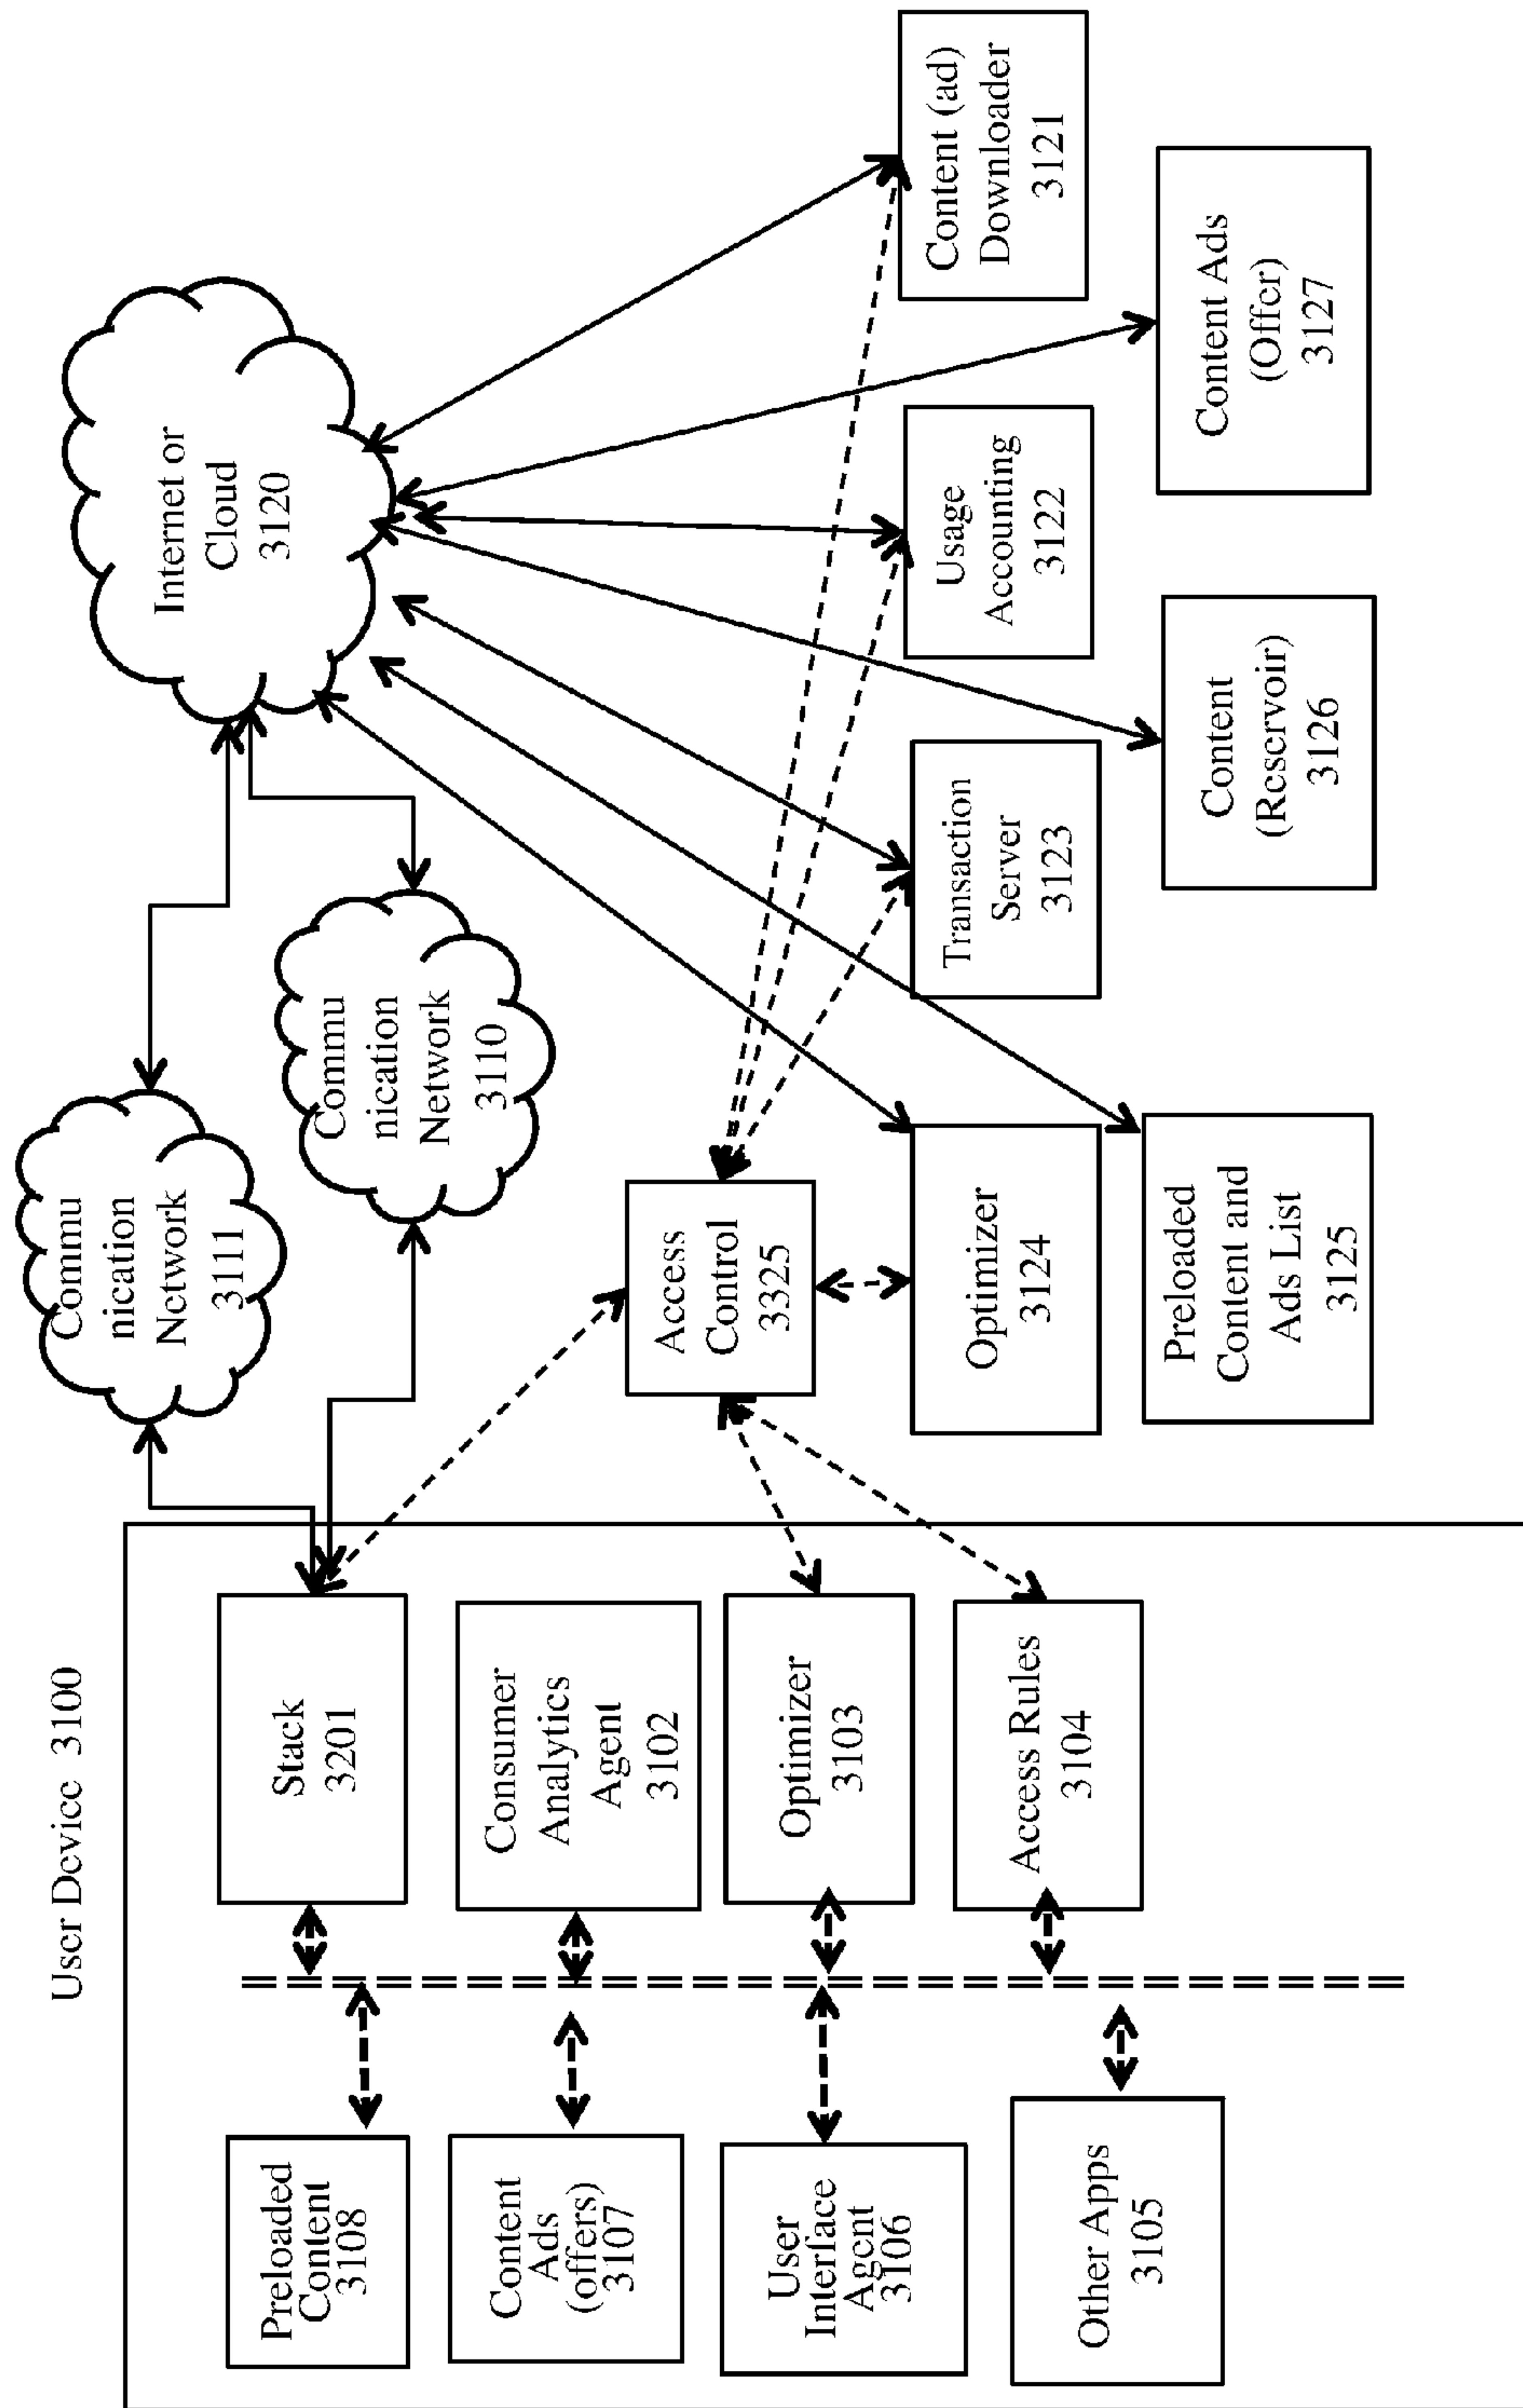 User Device 3100
Preloaded
Content
3108
Content
Ads
(offers)
3107
User
Interface
Agent
3106
Other Apps
3105
Stack
3201
Consumer
Analytics
Agent
3102
Optimizer
3103
Access Rules
3104
Commu
nication
Network
3111
Commu
nication
Network
3110
Internet or
Cloud
3120
Access
Control
3325
Optimizer
3124
Preloaded
Content and
Ads List
3125
Transaction
Server
3123
Content
(Reservoir)
3126
Usage
Accounting
3122
Content Ads
(Offer)
3127
Content (ad)
Downloader
3121